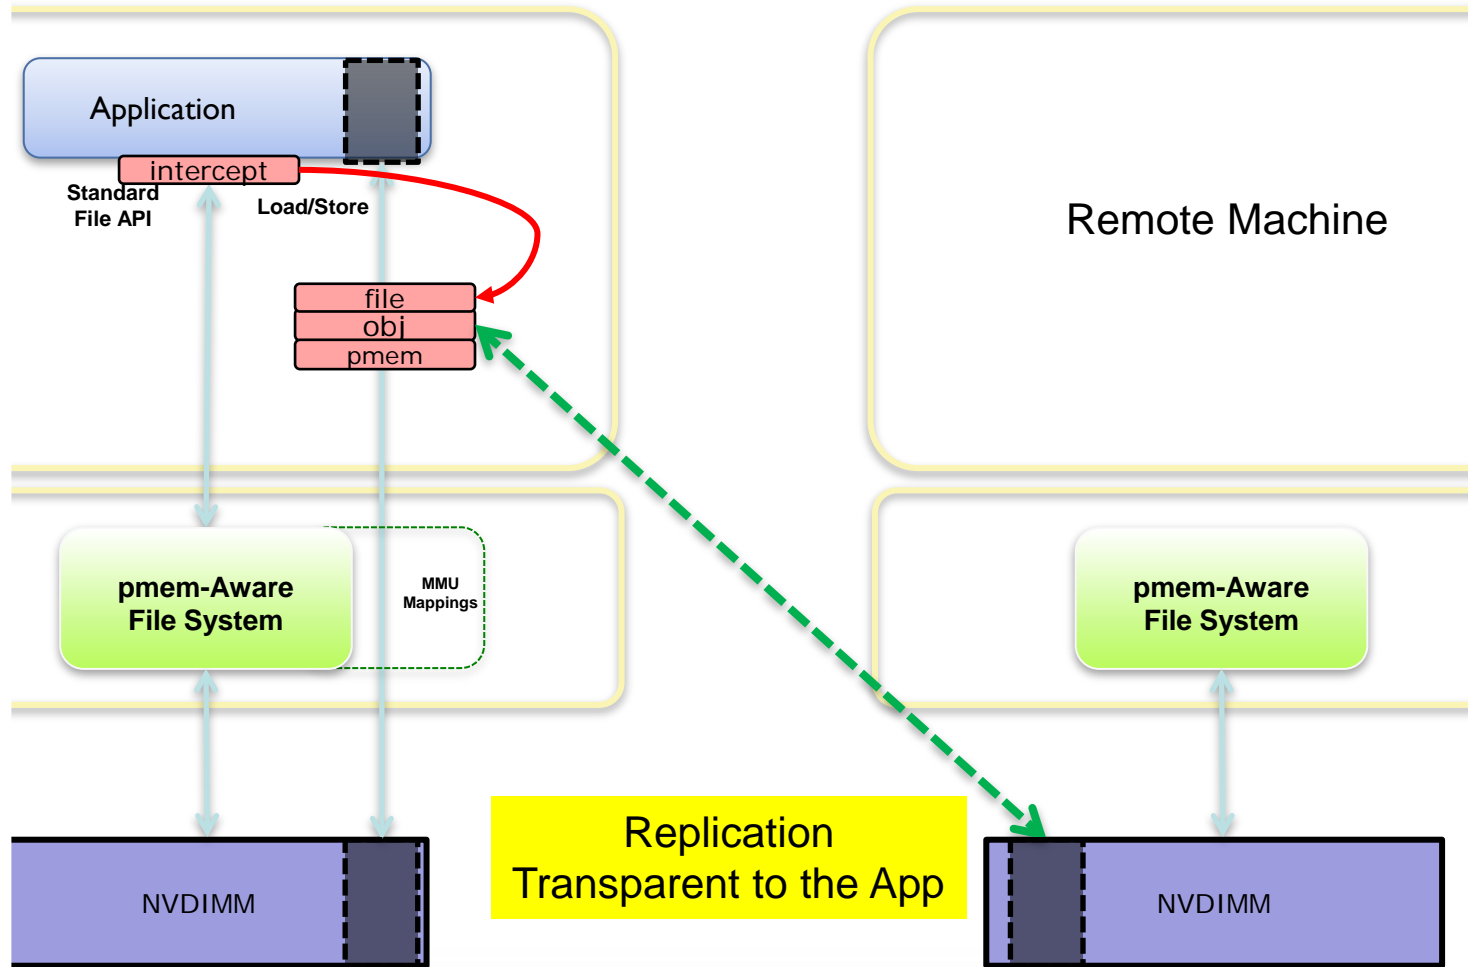 Application
intercept
Standard
File API
Load/Store
file
obj
pmem
Remote Machine
pmem-Aware
File System
MMU
Mappings
pmem-Aware
File System
Replication
Transparent to the App
NVDIMM
NVDIMM